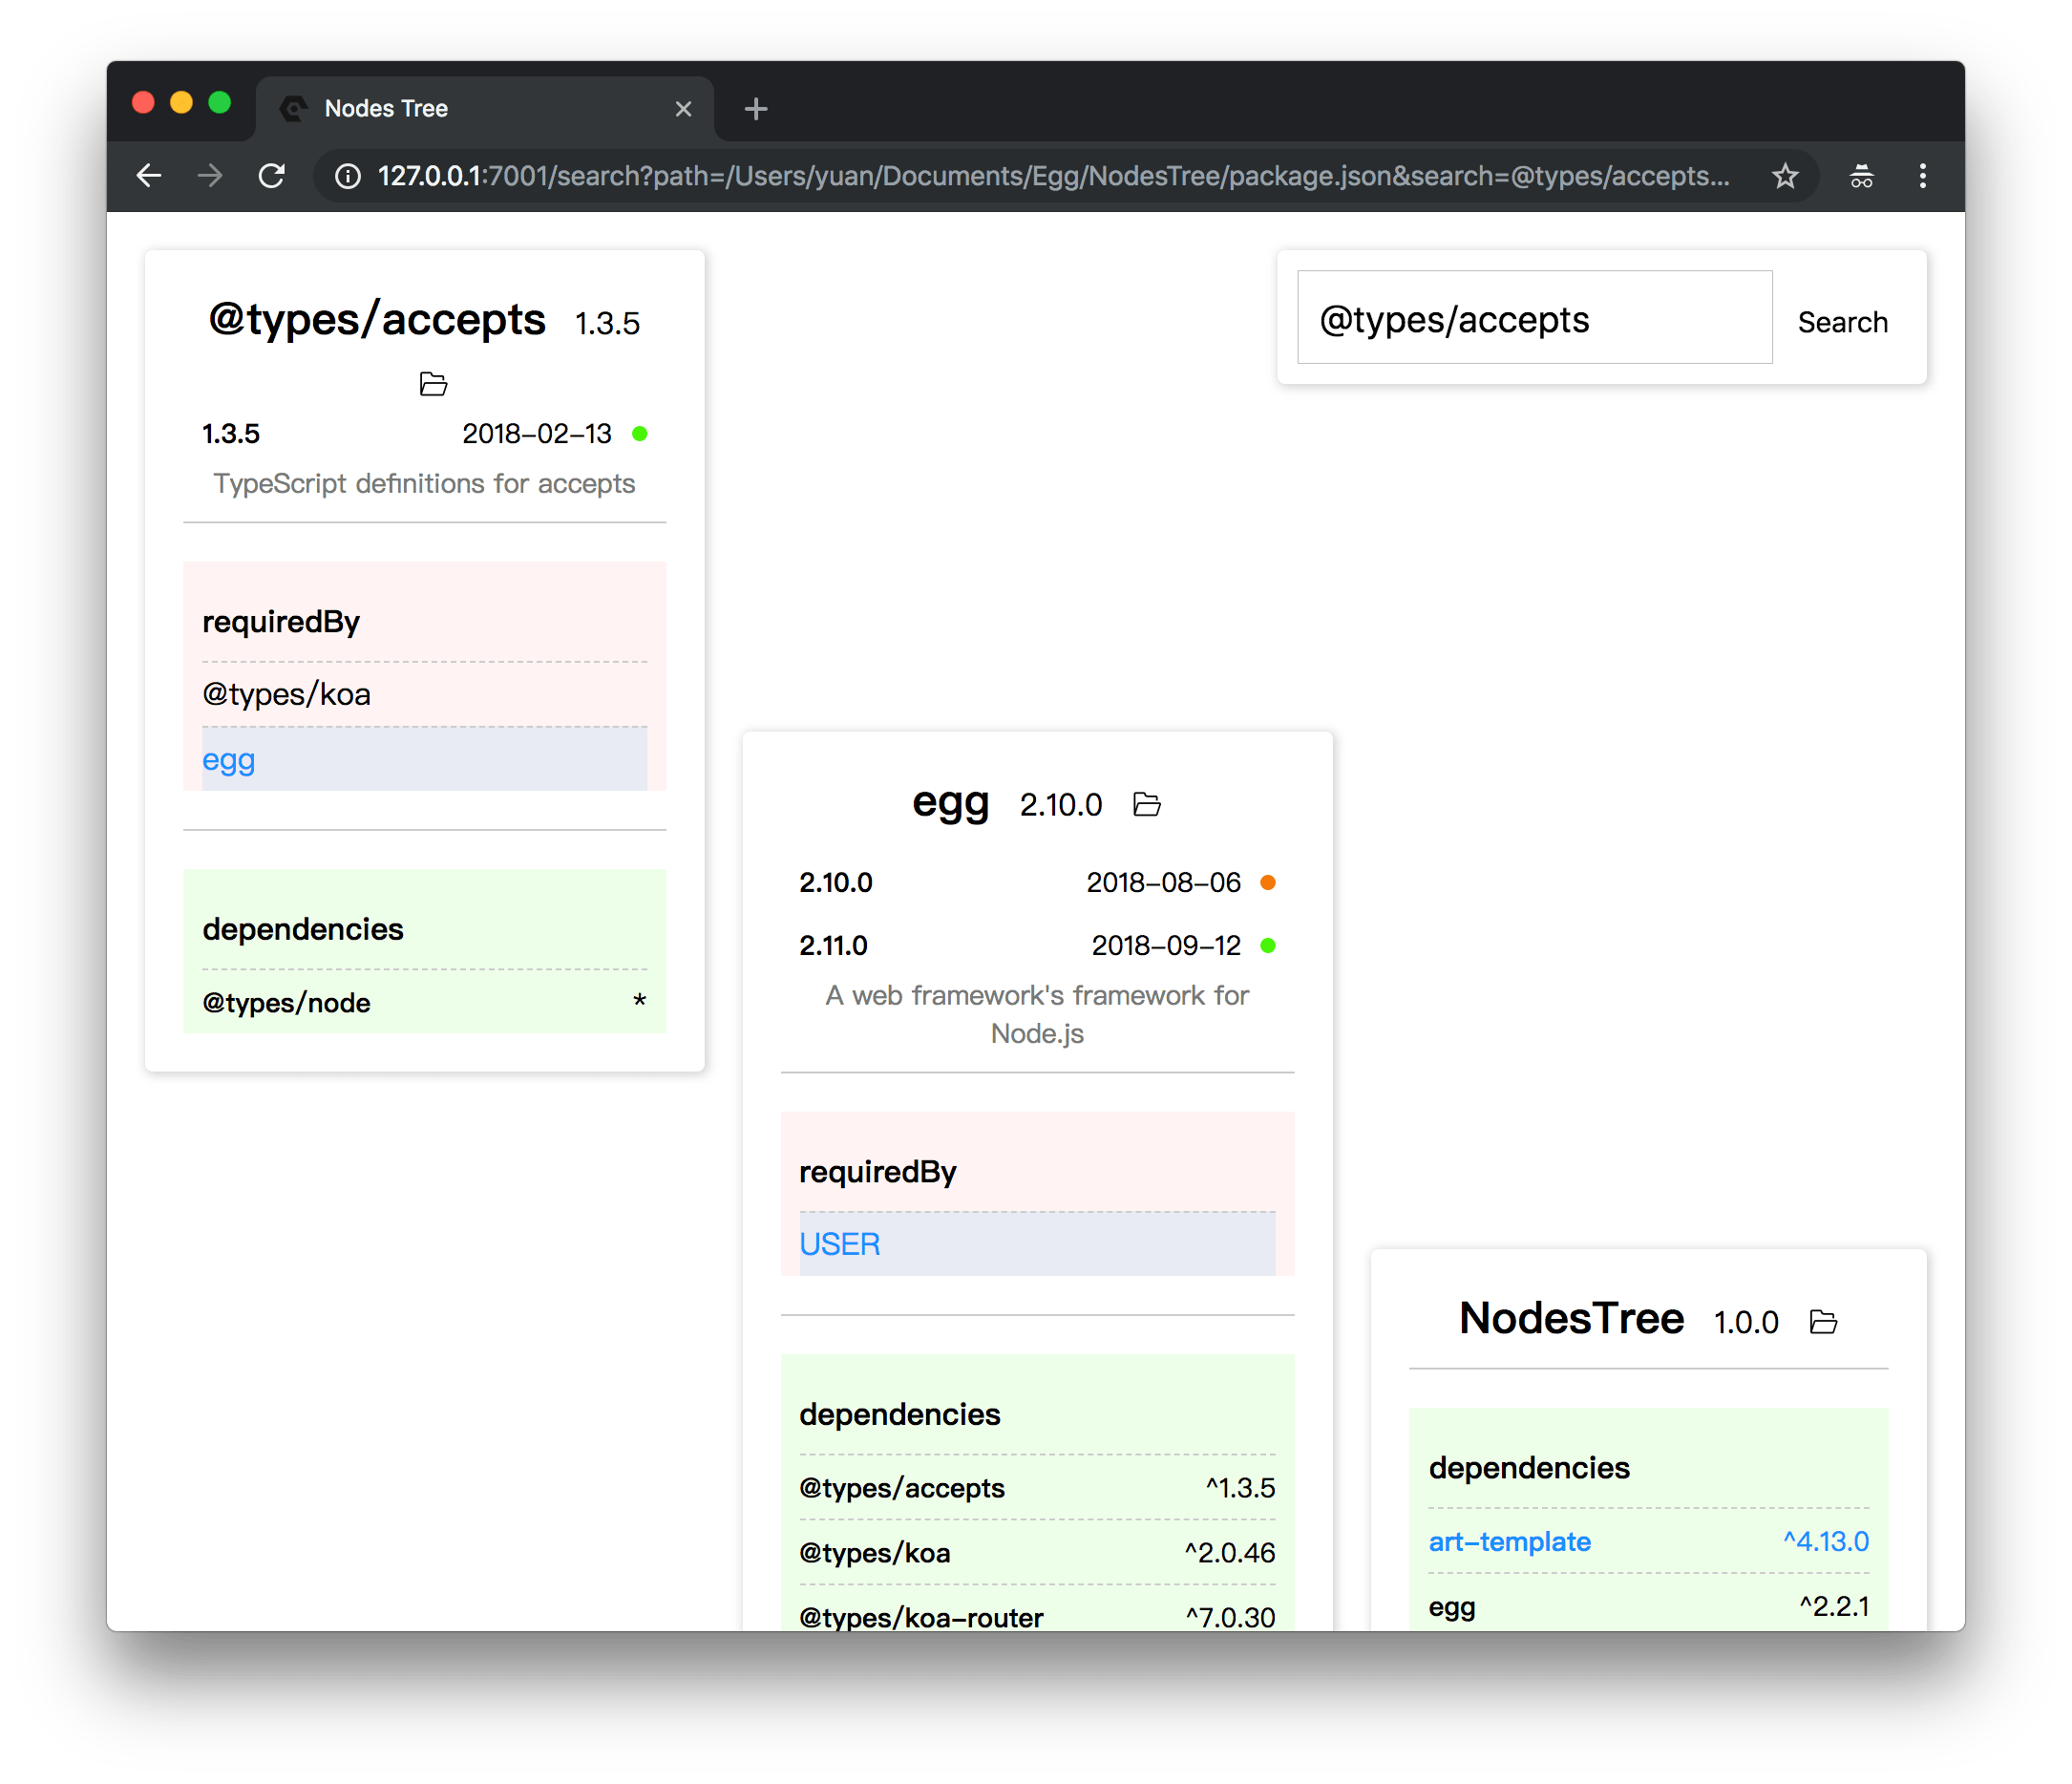 Nodes Tree
127.0.0.1:7001/search?path=/Users/yuan/Documents/Egg/NodesTree/package.json&search=@types/accepts...
@types/accepts 1.3.5
1.3.5 2018-02-13
TypeScript definitions for accepts
requiredBy
@types/koa
egg
dependencies
@types/node *
@types/accepts Search
egg 2.10.0
2.10.0 2018-08-06
2.11.0 2018-09-12
A web framework's framework for
Node.js
requiredBy
USER
dependencies
@types/accepts ^1.3.5
@types/koa ^2.0.46
@types/koa-router ^7.0.30
NodesTree 1.0.0
dependencies
art-template ^4.13.0
egg ^2.2.1